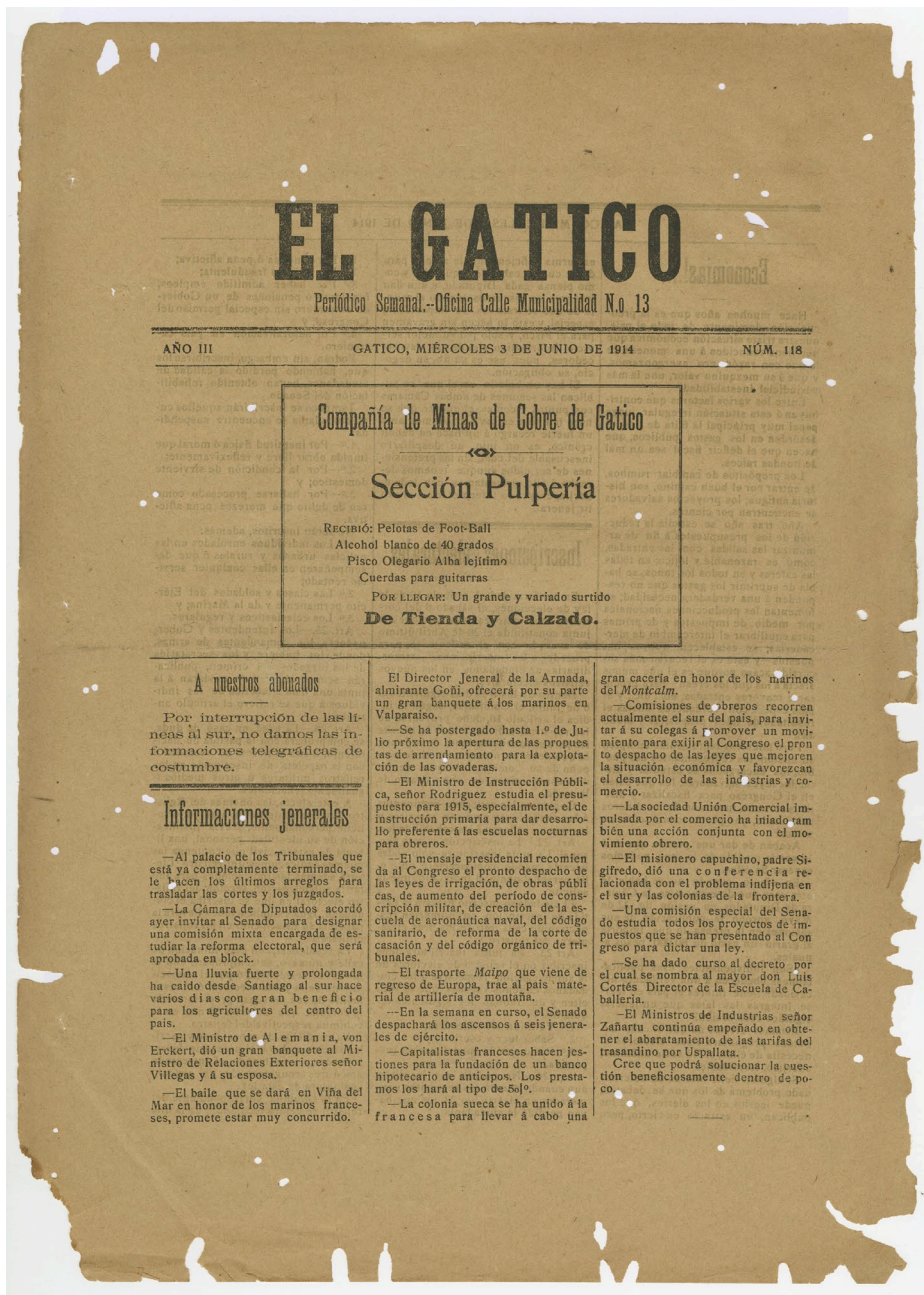 EL GATICO
Periódico Semanal.--Oficina Calle Municipalidad N.o 13
AÑO III
GATICO, MIÉRCOLES 3 DE JUNIO DE 1914
NÚM. 118
Compañía de Minas de Cobre de Gatico
Sección Pulpería
RECIBIÓ: Pelotas de Foot-Ball
Alcohol blanco de 40 grados
Pisco Olegario Alba lejítimo
Cuerdas para guitarras
POR LLEGAR: Un grande y variado surtido
De Tienda y Calzado.
A nuestros abonados
Por interrupción de las lí-
neas al sur, no damos las in-
formaciones telegráficas de
costumbre.
Informaciones jenerales
—Al palacio de los Tribunales que
está ya completamente terminado, se
le hacen los últimos arreglos para
trasladar las cortes y los juzgados.
—La Cámara de Diputados acordó
ayer invitar al Senado para designar
una comisión mixta encargada de es-
tudiar la reforma electoral, que será
aprobada en block.
—Una lluvia fuerte y prolongada
ha caido desde Santiago al sur hace
varios dias con gran beneficio
para los agricultores del centro del
pais.
—El Ministro de Alemania, von
Erckert, dió un gran banquete al Mi-
nistro de Relaciones Exteriores señor
Villegas y á su esposa.
—El baile que se dará en Viña del
Mar en honor de los marinos france-
ses, promete estar muy concurrido.
El Director Jeneral de la Armada,
almirante Goñi, ofrecerá por su parte
un gran banquete á los marinos en
Valparaíso.
—Se ha postergado hasta 1.º de Ju-
lio próximo la apertura de las propues
tas de arrendamiento para la explota-
ción de las covaderas.
—El Ministro de Instrucción Públi-
ca, señor Rodriguez estudia el presu-
puesto para 1915, especialmente, el de
instrucción primaria para dar desarro-
llo preferente á las escuelas nocturnas
para obreros.
—El mensaje presidencial recomien
da al Congreso el pronto despacho de
las leyes de irrigación, de obras públi
cas, de aumento del período de cons-
cripción militar, de creación de la es-
cuela de aeronáutica naval, del código
sanitario, de reforma de la corte de
casación y del código orgánico de tri-
bunales.
—El trasporte Maipo que viene de
regreso de Europa, trae al pais mate-
rial de artillería de montaña.
--En la semana en curso, el Senado
despachará los ascensos á seis jenera-
les de ejército.
—Capitalistas franceses hacen jes-
tiones para la fundación de un banco
hipotecario de anticipos. Los presta-
mos los hará al tipo de 5o|o.
—La colonia sueca se ha unido á la
francesa para llevar á cabo una
gran cacería en honor de los marinos
del Montcalm.
—Comisiones de obreros recorren
actualmente el sur del país, para invi-
tar á su colegas á promover un movi-
miento para exijir al Congreso el pron
to despacho de las leyes que mejoren
la situación económica y favorezcan
el desarrollo de las industrias y co-
mercio.
—La sociedad Unión Comercial im-
pulsada por el comercio ha iniado tam
bién una acción conjunta con el mo-
vimiento obrero.
—El misionero capuchino, padre Si-
gifredo, dió una conferencia re-
lacionada con el problema indíjena en
el sur y las colonias de la frontera.
—Una comisión especial del Sena-
do estudia todos los proyectos de im-
puestos que se han presentado al Con
greso para dictar una ley.
—Se ha dado curso al decreto por
el cual se nombra al mayor don Luis
Cortés Director de la Escuela de Ca-
ballería.
—El Ministros de Industrias señor
Zañartu continúa empeñado en obte-
ner el abaratamiento de las tarifas del
trasandino por Uspallata.
Cree que podrá solucionar la cues-
tión beneficiosamente dentro de po-
co.